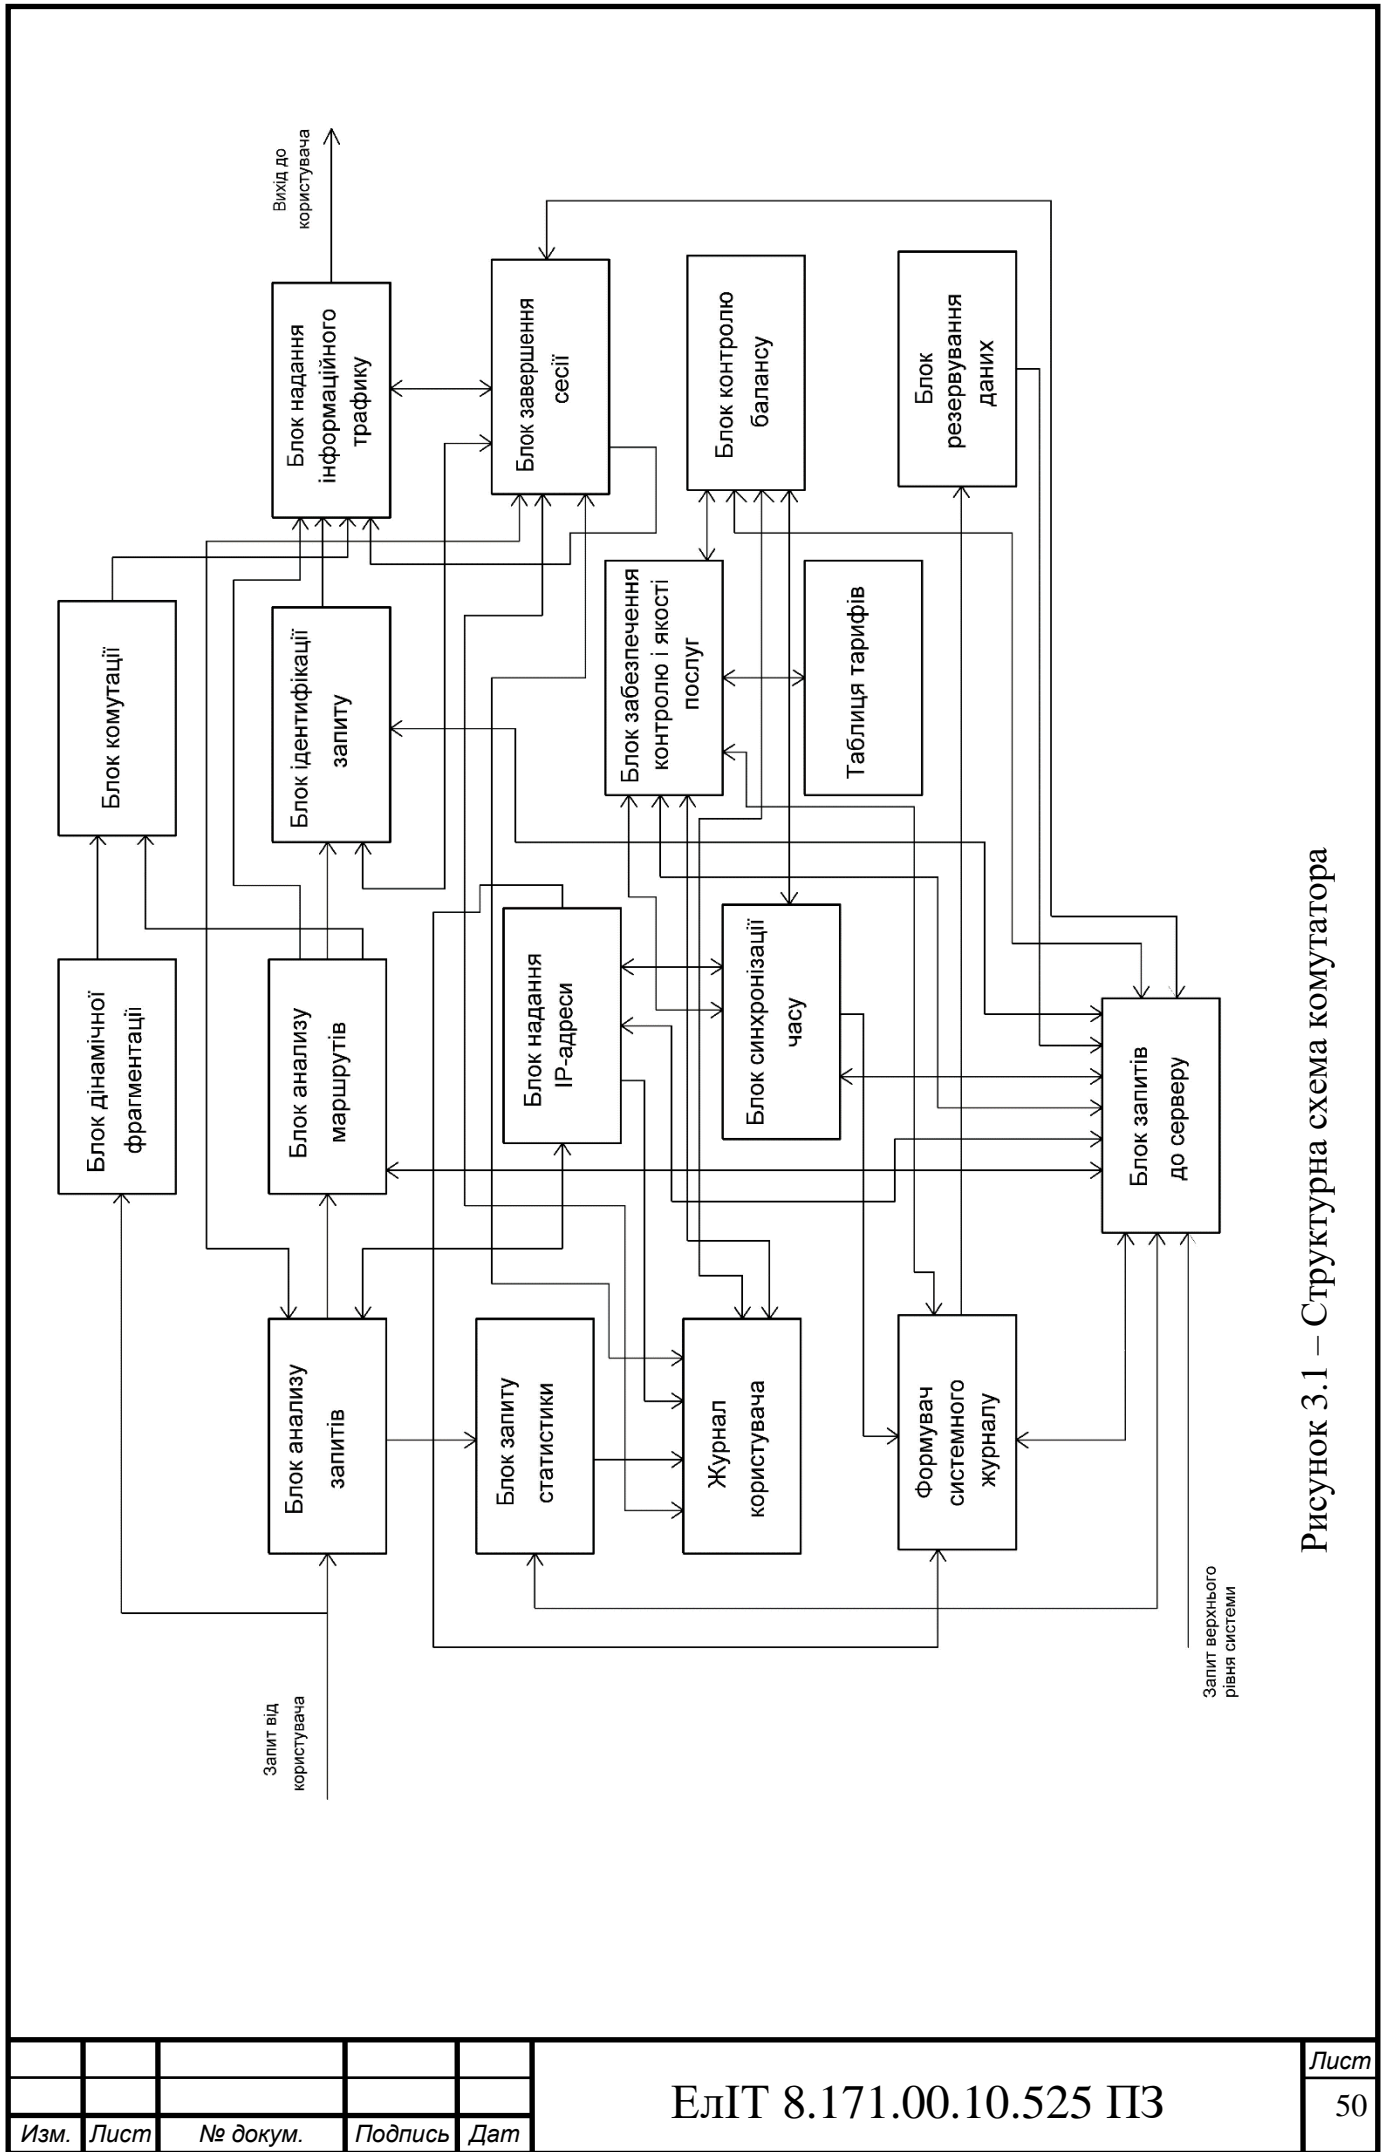 Запит від
користувача
Блок дінамічної
фрагментації
Блок комутації
Блок анализу
запитів
Блок анализу
маршрутів
Блок ідентифікації
запиту
Блок надання
інформаційного
трафику
Вихід до
користувача
Блок запиту
статистики
Блок надання
IP-адреси
Блок завершення
сесії
Журнал
користувача
Блок синхронізації
часу
Блок забезпечення
контролю і якості
послуг
Блок контролю
балансу
Таблиця тарифів
Формувач
системного
журналу
Блок
резервування
даних
Блок запитів
до серверу
Запит верхнього
рівня системи
Рисунок 3.1 – Структурна схема комутатора
Изм.
Лист
№ докум.
Подпись
Дат
ЕлІТ 8.171.00.10.525 ПЗ
Лист
50